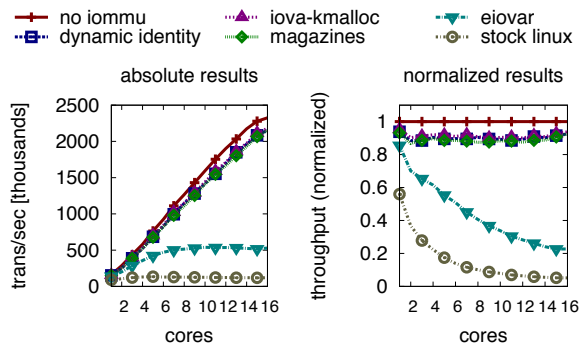 no iommu iova-kmalloc eiovar
dynamic identity magazines stock linux
absolute results normalized results
trans/sec [thousands]
2500
2000
1500
1000
500
0
2 4 6 8 10 12 14 16
cores
throughput (normalized)
1
0.8
0.6
0.4
0.2
0
2 4 6 8 10 12 14 16
cores